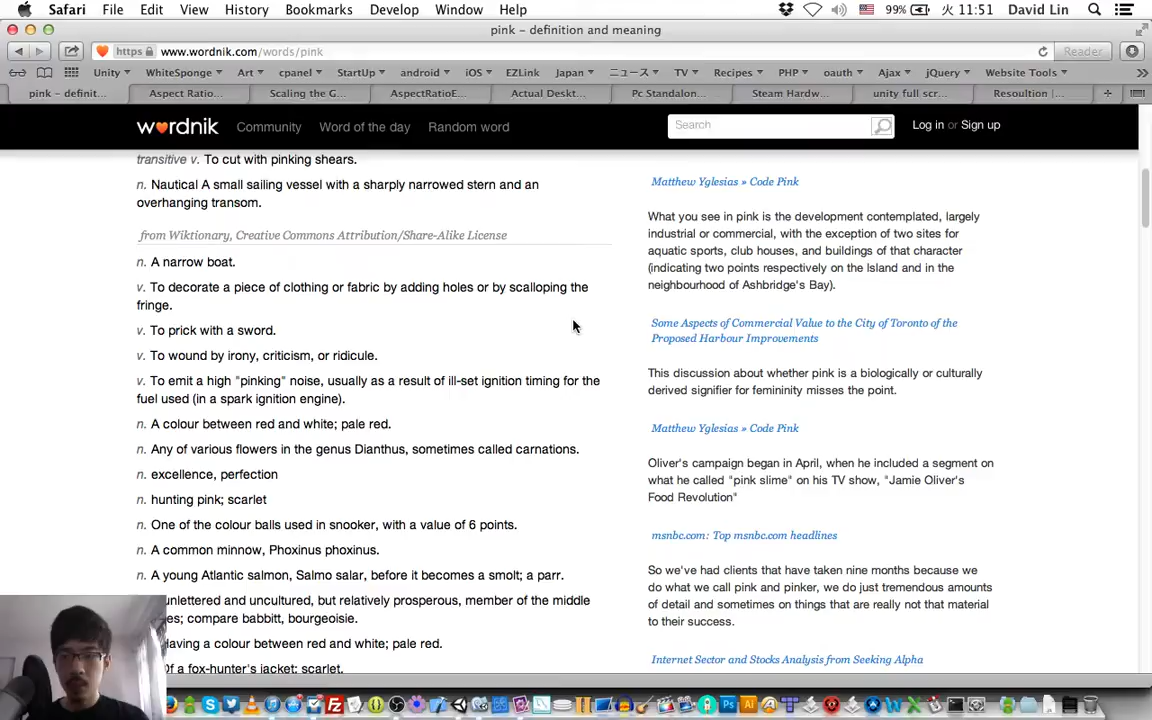 Safari File Edit View History Bookmarks Develop Window Help 99% 火 11:51 David Lin
pink – definition and meaning
https www.wordnik.com/words/pink Reader
Unity WhiteSponge Art cpanel StartUp android iOS EZLink Japan ニュース TV Recipes PHP oauth Ajax jQuery Website Tools
pink – definit... Aspect Ratio... Scaling the G... AspectRatioE... Actual Deskt... Pc Standalon... Steam Hardw... unity full scr... Resoultion |...
wordnik Community Word of the day Random word Search Log in or Sign up
transitive v. To cut with pinking shears.
n. Nautical A small sailing vessel with a sharply narrowed stern and an
overhanging transom.
from Wiktionary, Creative Commons Attribution/Share-Alike License
n. A narrow boat.
v. To decorate a piece of clothing or fabric by adding holes or by scalloping the
fringe.
v. To prick with a sword.
v. To wound by irony, criticism, or ridicule.
v. To emit a high "pinking" noise, usually as a result of ill-set ignition timing for the
fuel used (in a spark ignition engine).
n. A colour between red and white; pale red.
n. Any of various flowers in the genus Dianthus, sometimes called carnations.
n. excellence, perfection
n. hunting pink; scarlet
n. One of the colour balls used in snooker, with a value of 6 points.
n. A common minnow, Phoxinus phoxinus.
n. A young Atlantic salmon, Salmo salar, before it becomes a smolt; a parr.
unlettered and uncultured, but relatively prosperous, member of the middle
es; compare babbitt, bourgeoisie.
Having a colour between red and white; pale red.
Of a fox-hunter's jacket: scarlet.
Matthew Yglesias » Code Pink
What you see in pink is the development contemplated, largely
industrial or commercial, with the exception of two sites for
aquatic sports, club houses, and buildings of that character
(indicating two points respectively on the Island and in the
neighbourhood of Ashbridge's Bay).
Some Aspects of Commercial Value to the City of Toronto of the
Proposed Harbour Improvements
This discussion about whether pink is a biologically or culturally
derived signifier for femininity misses the point.
Matthew Yglesias » Code Pink
Oliver's campaign began in April, when he included a segment on
what he called "pink slime" on his TV show, "Jamie Oliver's
Food Revolution"
msnbc.com: Top msnbc.com headlines
So we've had clients that have taken nine months because we
do what we call pink and pinker, we do just tremendous amounts
of detail and sometimes on things that are really not that material
to their success.
Internet Sector and Stocks Analysis from Seeking Alpha